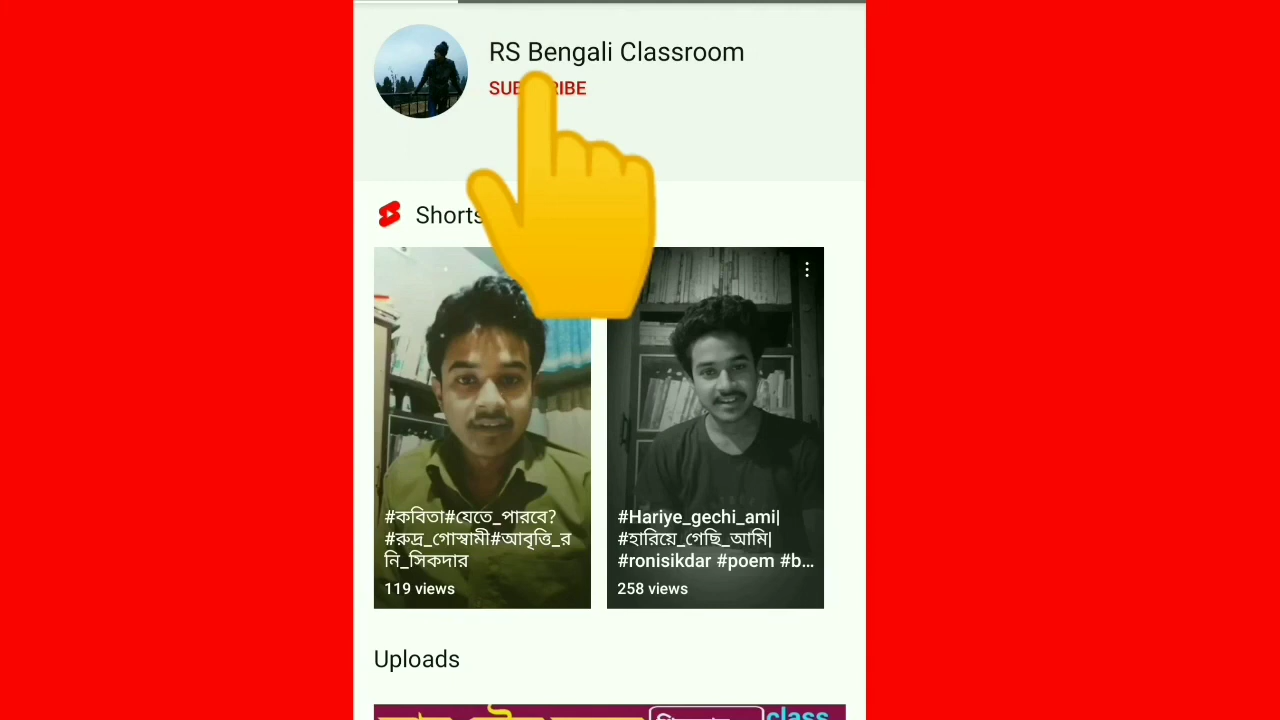 RS Bengali Classroom
Shorts
#কবিতা#যেতে_পারবে?
#রুদ্র_গোস্বামী#আবৃত্তি_র
নি_সিকদার
119 views
#Hariye_gechi_ami|
#হারিয়ে_গেছি_আমি|
#ronisikdar #poem #b...
258 views
Uploads
class